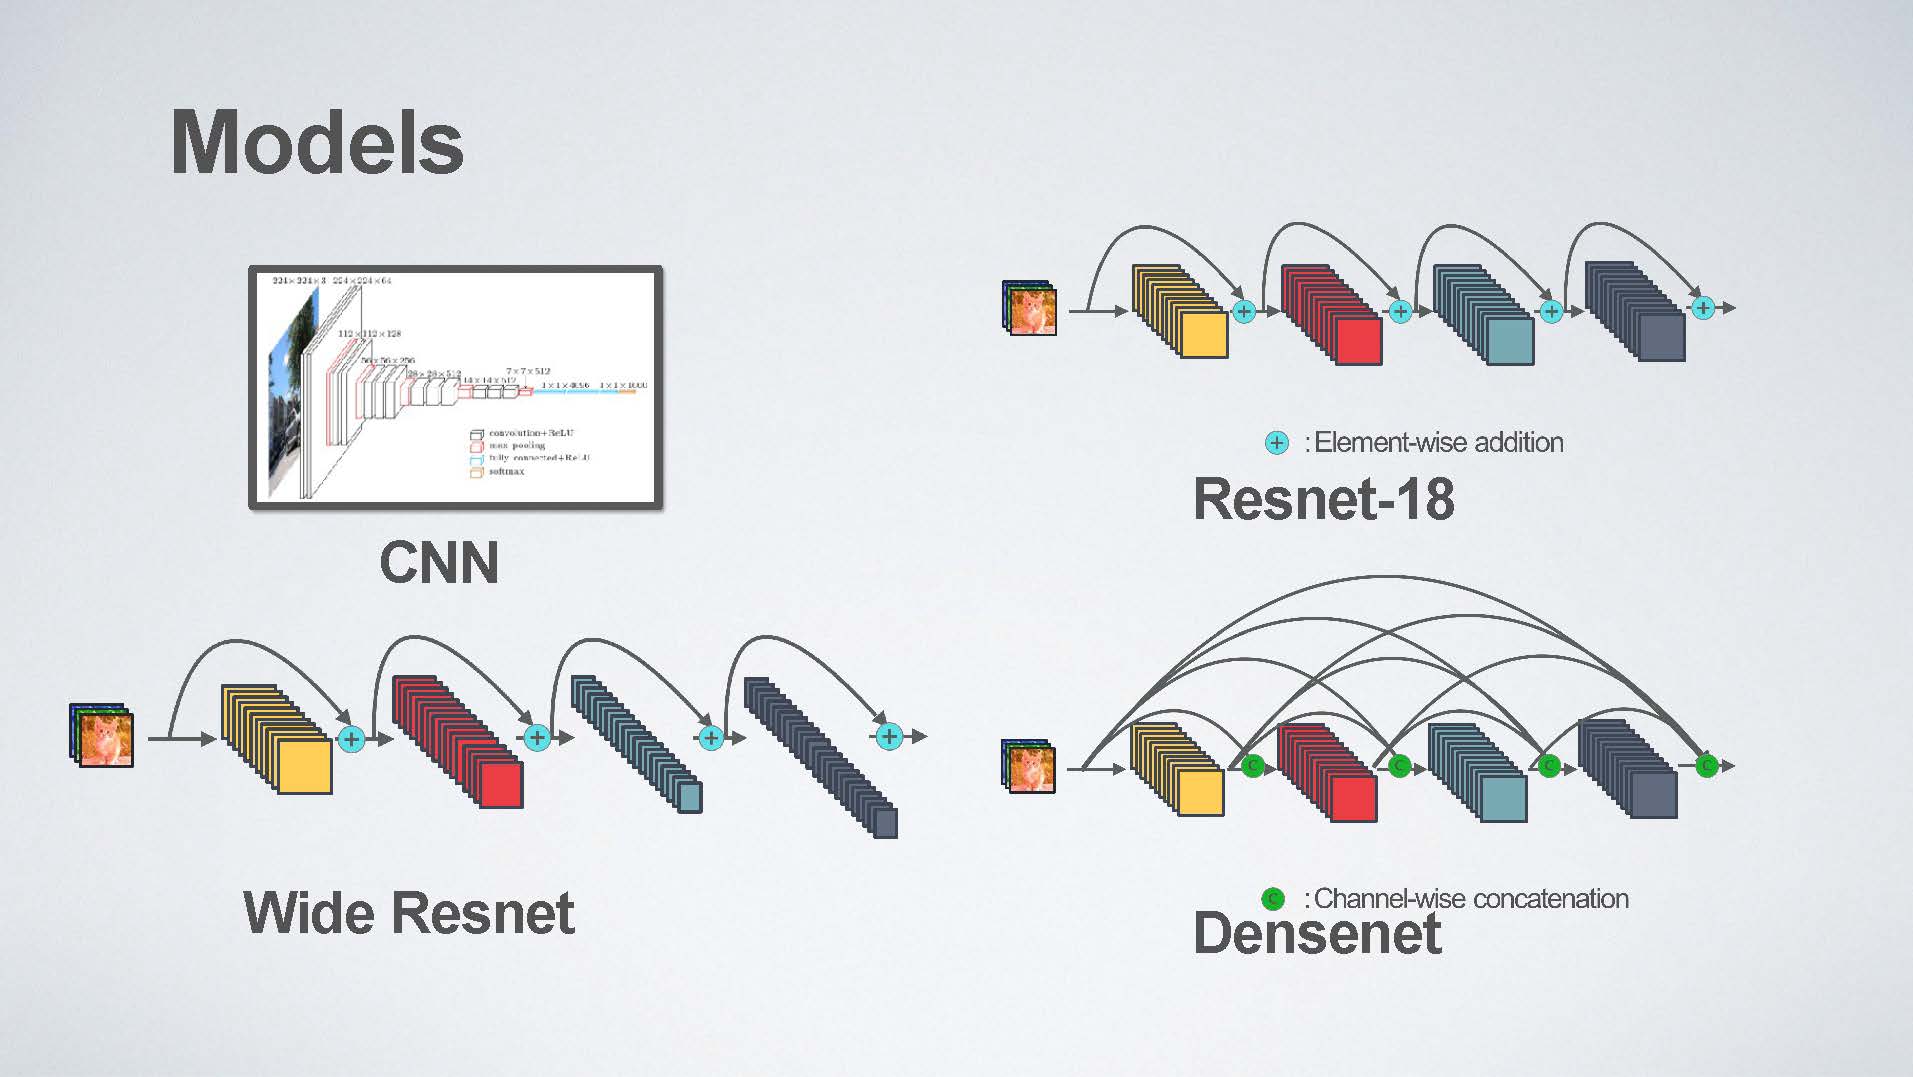 Models
224×224×3 224×224×64
112×112×128
56×56×256
28×28×512
14×14×512
7×7×512
1×1×4096 1×1×1000
convolution+ReLU
max pooling
fully connected+ReLU
softmax
CNN
+ : Element-wise addition
Resnet-18
Wide Resnet
C : Channel-wise concatenation
Densenet